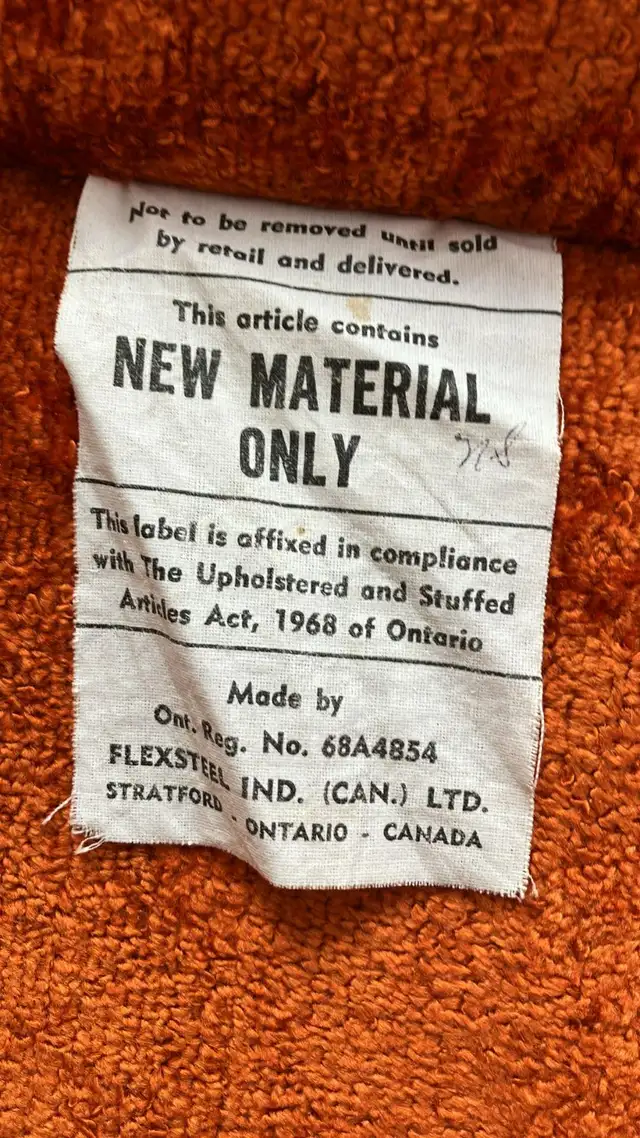 Not to be removed until sold
by retail and delivered.
This article contains
NEW MATERIAL
ONLY
This label is affixed in compliance
with The Upholstered and Stuffed
Articles Act, 1968 of Ontario
Made by
Ont. Reg. No. 68A4854
FLEXSTEEL IND. (CAN.) LTD.
STRATFORD - ONTARIO - CANADA